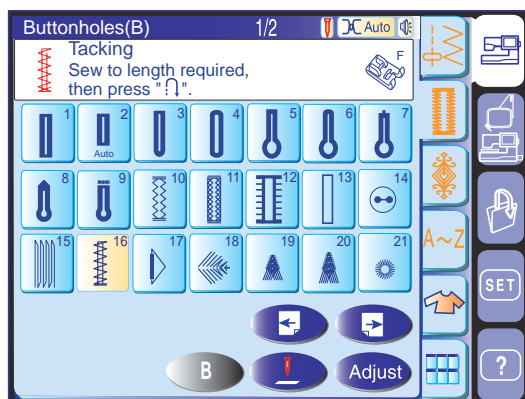 Buttonholes(B) 1/2 Auto
Tacking F
Sew to length required,
then press " ".
1 2 3 4 5 6 7
Auto
8 9 10 11 12 13 14
15 16 17 18 19 20 21
A~Z
SET
B Adjust ?